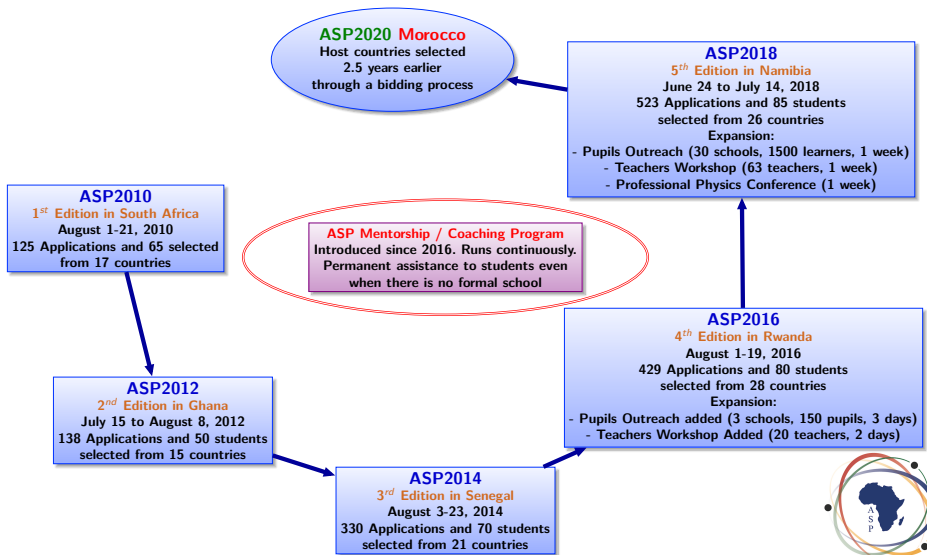 ASP2010
1st Edition in South Africa
August 1-21, 2010
125 Applications and 65 selected
from 17 countries
ASP2012
2nd Edition in Ghana
July 15 to August 8, 2012
138 Applications and 50 students
selected from 15 countries
ASP2014
3rd Edition in Senegal
August 3-23, 2014
330 Applications and 70 students
selected from 21 countries
ASP2016
4th Edition in Rwanda
August 1-19, 2016
429 Applications and 80 students
selected from 28 countries
Expansion:
- Pupils Outreach added (3 schools, 150 pupils, 3 days)
- Teachers Workshop Added (20 teachers, 2 days)
ASP2018
5th Edition in Namibia
June 24 to July 14, 2018
523 Applications and 85 students
selected from 26 countries
Expansion:
- Pupils Outreach (30 schools, 1500 learners, 1 week)
- Teachers Workshop (63 teachers, 1 week)
- Professional Physics Conference (1 week)
ASP2020 Morocco
Host countries selected
2.5 years earlier
through a bidding process
ASP Mentorship / Coaching Program
Introduced since 2016. Runs continuously.
Permanent assistance to students even
when there is no formal school
A
S
P